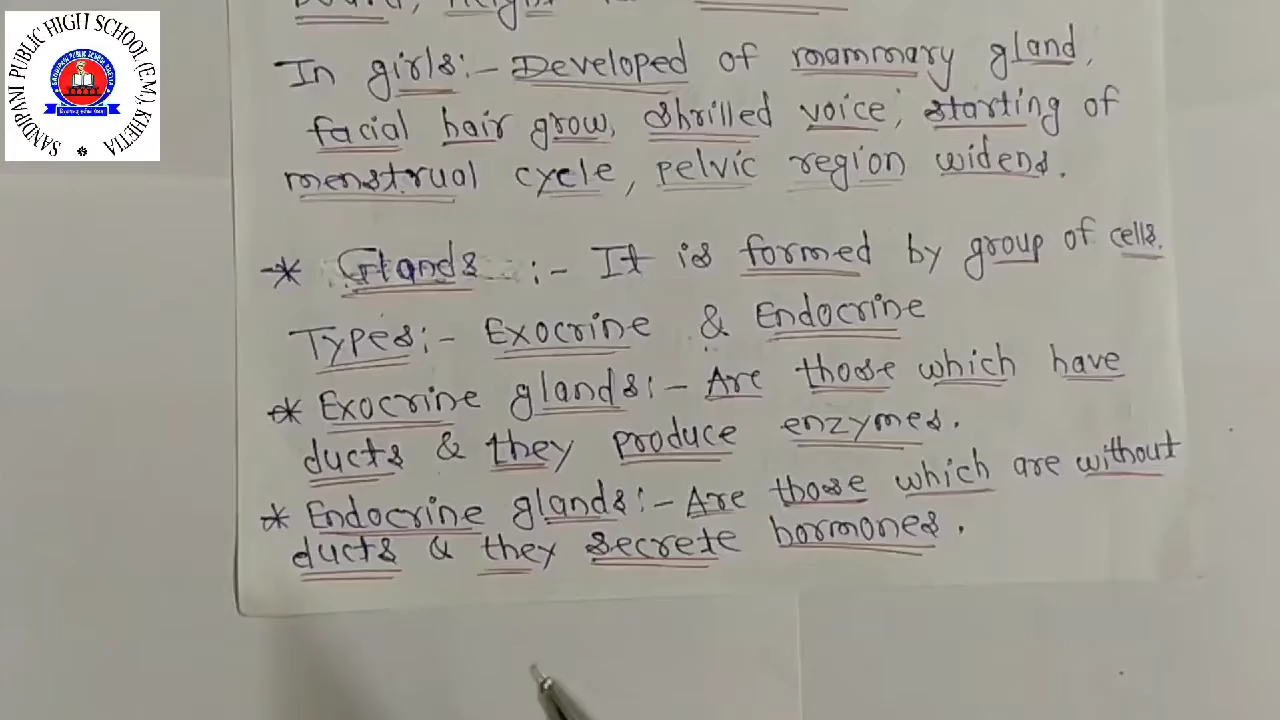 SANDIPANI PUBLIC HIGH SCHOOL (E.M.), KHETIA
In girls:- Developed of mammary gland,
facial hair grow, shrilled voice, starting of
menstrual cycle, pelvic region widens.
* Glands :- It is formed by group of cells.
Types:- Exocrine & Endocrine
* Exocrine glands:- Are those which have
ducts & they produce enzymes.
* Endocrine glands:- Are those which are without
ducts & they secrete hormones.